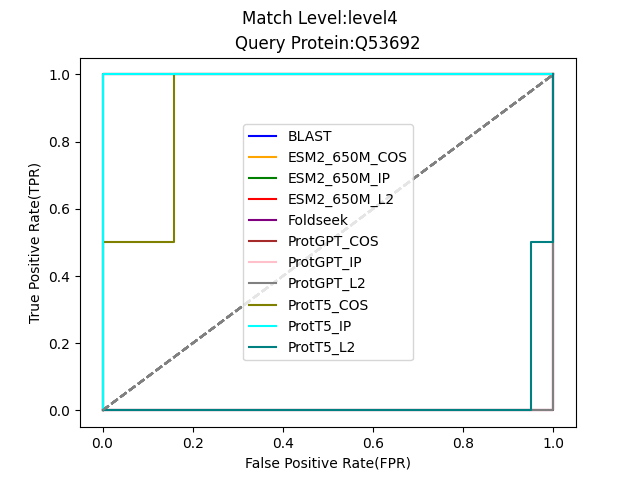 Match Level:level4
Query Protein:Q53692
True Positive Rate(TPR)
1.0
0.8
0.6
0.4
0.2
0.0
BLAST
ESM2_650M_COS
ESM2_650M_IP
ESM2_650M_L2
Foldseek
ProtGPT_COS
ProtGPT_IP
ProtGPT_L2
ProtT5_COS
ProtT5_IP
ProtT5_L2
0.0 0.2 0.4 0.6 0.8 1.0
False Positive Rate(FPR)